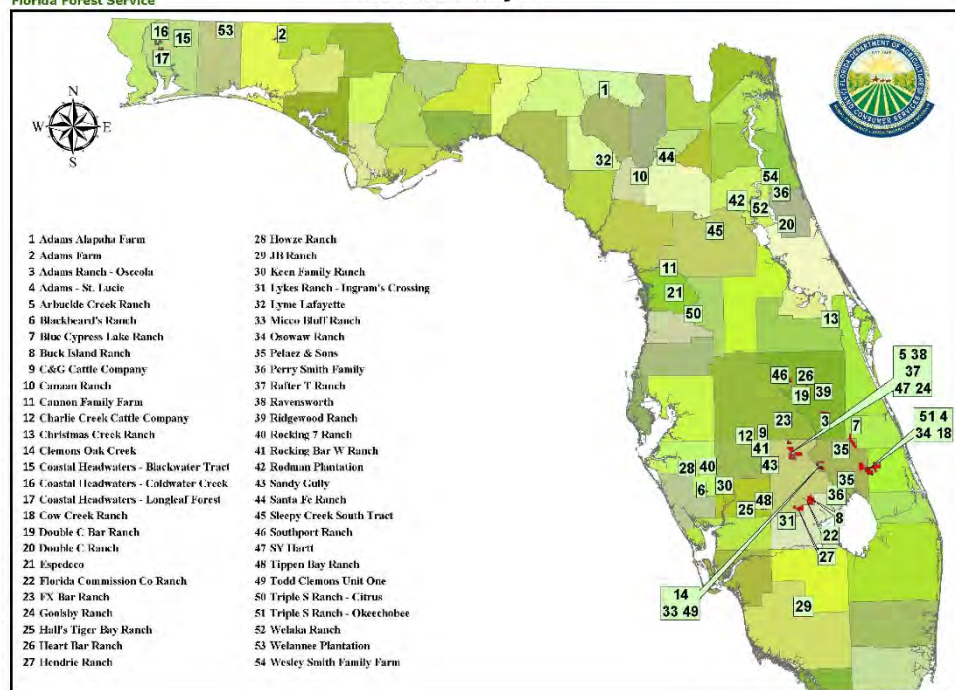 Florida Forest Service
16
15
53
2
17
1
N
W E
S
32
10
44
54
42
36
52
20
45
11
21
50
13
5 38
37
47 24
46
26
19
39
51 4
34 18
23
3
7
12
9
41
43
35
28
40
6
30
25
48
35
36
31
8
22
27
14
33 49
29
1 Adams Alapaha Farm
2 Adams Farm
3 Adams Ranch - Osceola
4 Adams - St. Lucie
5 Arbuckle Creek Ranch
6 Blackbeard's Ranch
7 Blue Cypress Lake Ranch
8 Buck Island Ranch
9 C&G Cattle Company
10 Canaan Ranch
11 Cannon Family Farm
12 Charlie Creek Cattle Company
13 Christmas Creek Ranch
14 Clemons Oak Creek
15 Coastal Headwaters - Blackwater Tract
16 Coastal Headwaters - Coldwater Creek
17 Coastal Headwaters - Longleaf Forest
18 Cow Creek Ranch
19 Double C Bar Ranch
20 Double C Ranch
21 Espedeco
22 Florida Commission Co Ranch
23 FX Bar Ranch
24 Goolsby Ranch
25 Hall's Tiger Bay Ranch
26 Heart Bar Ranch
27 Hendrie Ranch
28 Howze Ranch
29 JB Ranch
30 Keen Family Ranch
31 Lykes Ranch - Ingram's Crossing
32 Lyme Lafayette
33 Micco Bluff Ranch
34 Osowaw Ranch
35 Pelaez & Sons
36 Perry Smith Family
37 Rafter T Ranch
38 Ravensworth
39 Ridgewood Ranch
40 Rocking 7 Ranch
41 Rocking Bar W Ranch
42 Rodman Plantation
43 Sandy Gully
44 Santa Fe Ranch
45 Sleepy Creek South Tract
46 Southport Ranch
47 SY Hartt
48 Tippen Bay Ranch
49 Todd Clemons Unit One
50 Triple S Ranch - Citrus
51 Triple S Ranch - Okeechobee
52 Welaka Ranch
53 Welannee Plantation
54 Wesley Smith Family Farm
FLORIDA DEPARTMENT OF AGRICULTURE
AND CONSUMER SERVICES